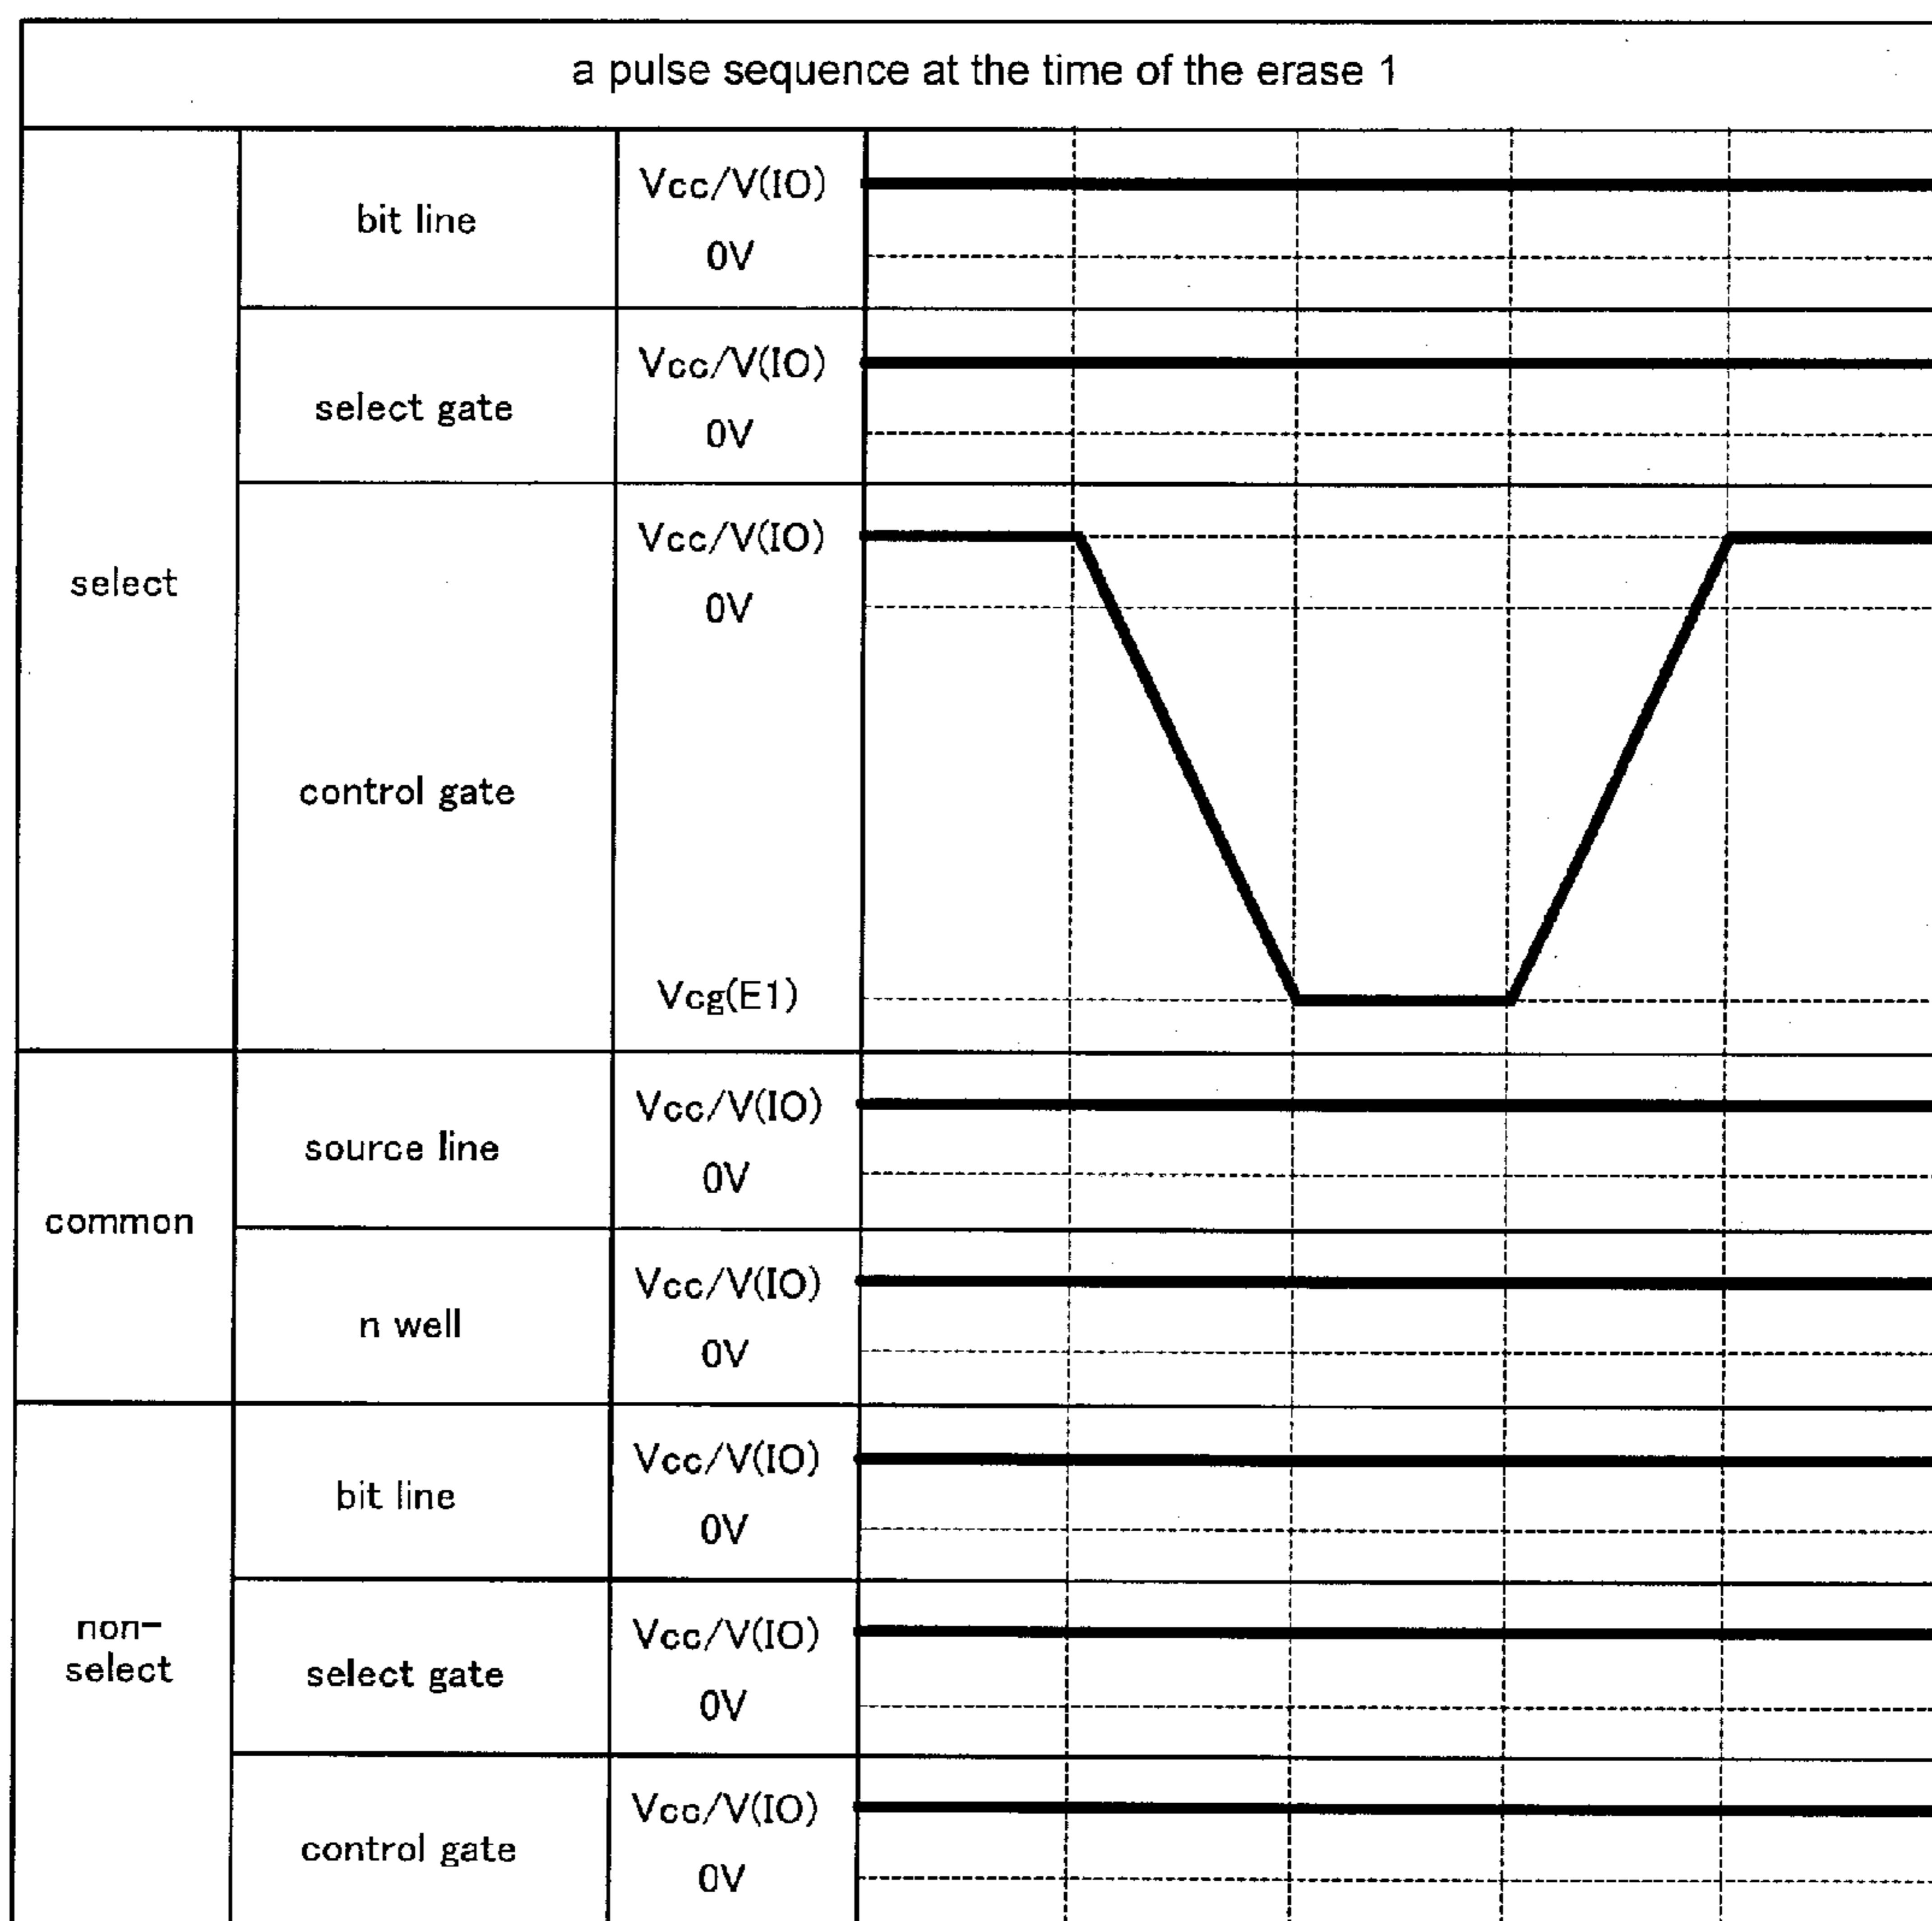 a pulse sequence at the time of the erase 1
select
bit line
Vcc/V(IO)
0V
select gate
Vcc/V(IO)
0V
control gate
Vcc/V(IO)
0V
Vcg(E1)
common
source line
Vcc/V(IO)
0V
n well
Vcc/V(IO)
0V
non-
select
bit line
Vcc/V(IO)
0V
select gate
Vcc/V(IO)
0V
control gate
Vcc/V(IO)
0V